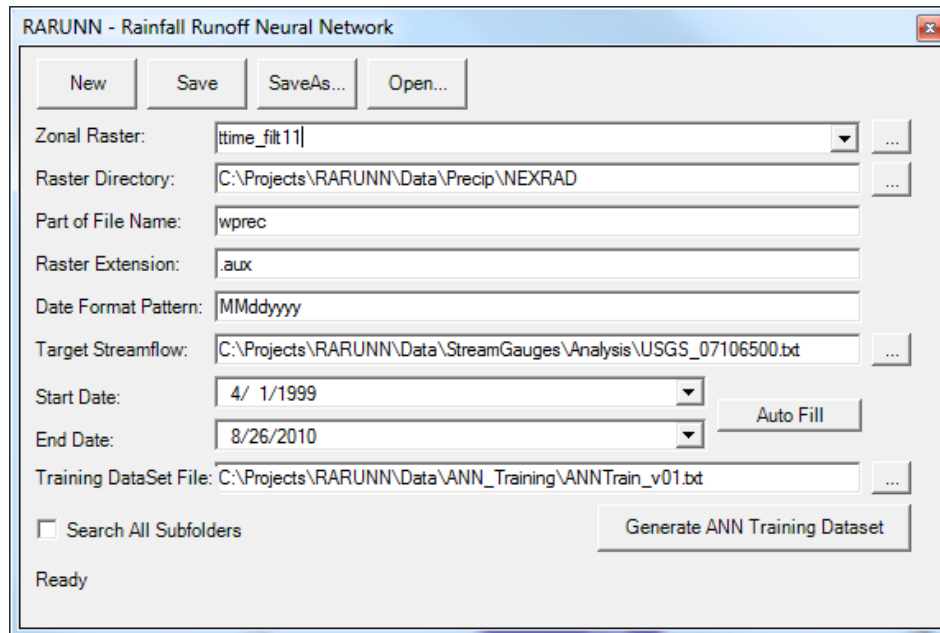 RARUNN - Rainfall Runoff Neural Network
New Save SaveAs... Open...
Zonal Raster: ttime_filt11 ...
Raster Directory: C:\Projects\RARUNN\Data\Precip\NEXRAD ...
Part of File Name: wprec
Raster Extension: .aux
Date Format Pattern: MMddyyyy
Target Streamflow: C:\Projects\RARUNN\Data\StreamGauges\Analysis\USGS_07106500.txt ...
Start Date: 4/ 1/1999
Auto Fill
End Date: 8/26/2010
Training DataSet File: C:\Projects\RARUNN\Data\ANN_Training\ANNTrain_v01.txt ...
Search All Subfolders Generate ANN Training Dataset
Ready